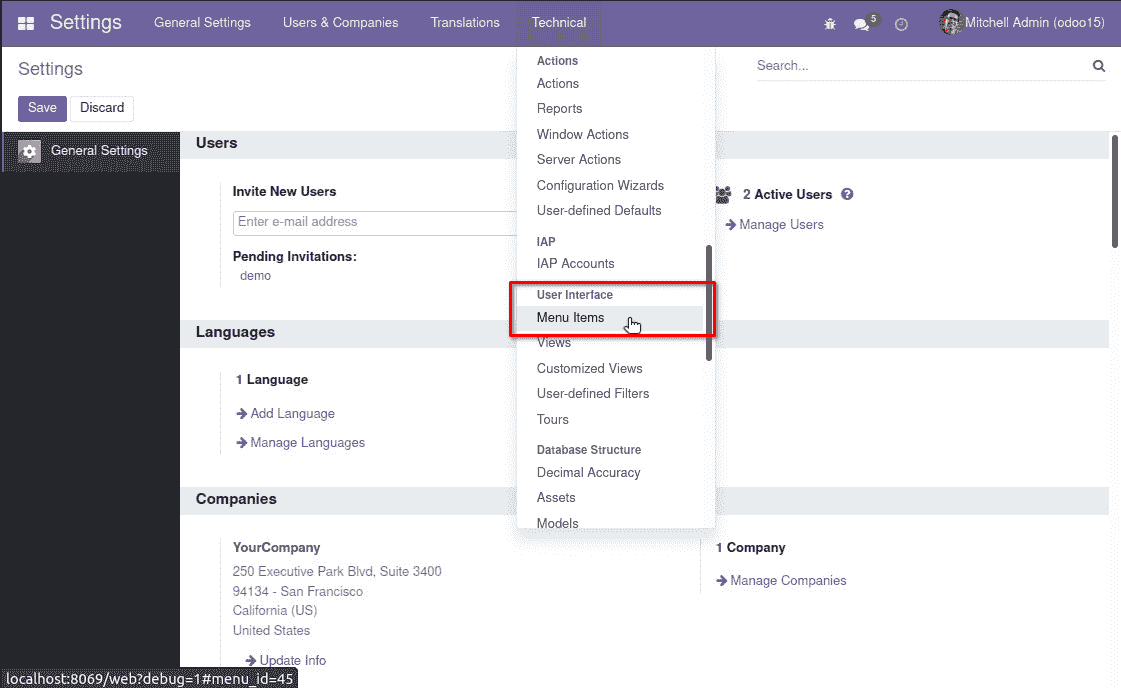 Settings General Settings Users & Companies Translations Technical 5 Mitchell Admin (odoo15)
Settings
Search...
Save Discard
General Settings
Actions
Actions
Reports
Window Actions
Server Actions
Configuration Wizards
User-defined Defaults
IAP
IAP Accounts
User Interface
Menu Items
Views
Customized Views
User-defined Filters
Tours
Database Structure
Decimal Accuracy
Assets
Models
Users
Invite New Users
Enter e-mail address
Pending Invitations:
demo
2 Active Users
Manage Users
Languages
1 Language
Add Language
Manage Languages
Companies
YourCompany
250 Executive Park Blvd, Suite 3400
94134 - San Francisco
California (US)
United States
Update Info
1 Company
Manage Companies
localhost:8069/web?debug=1#menu_id=45